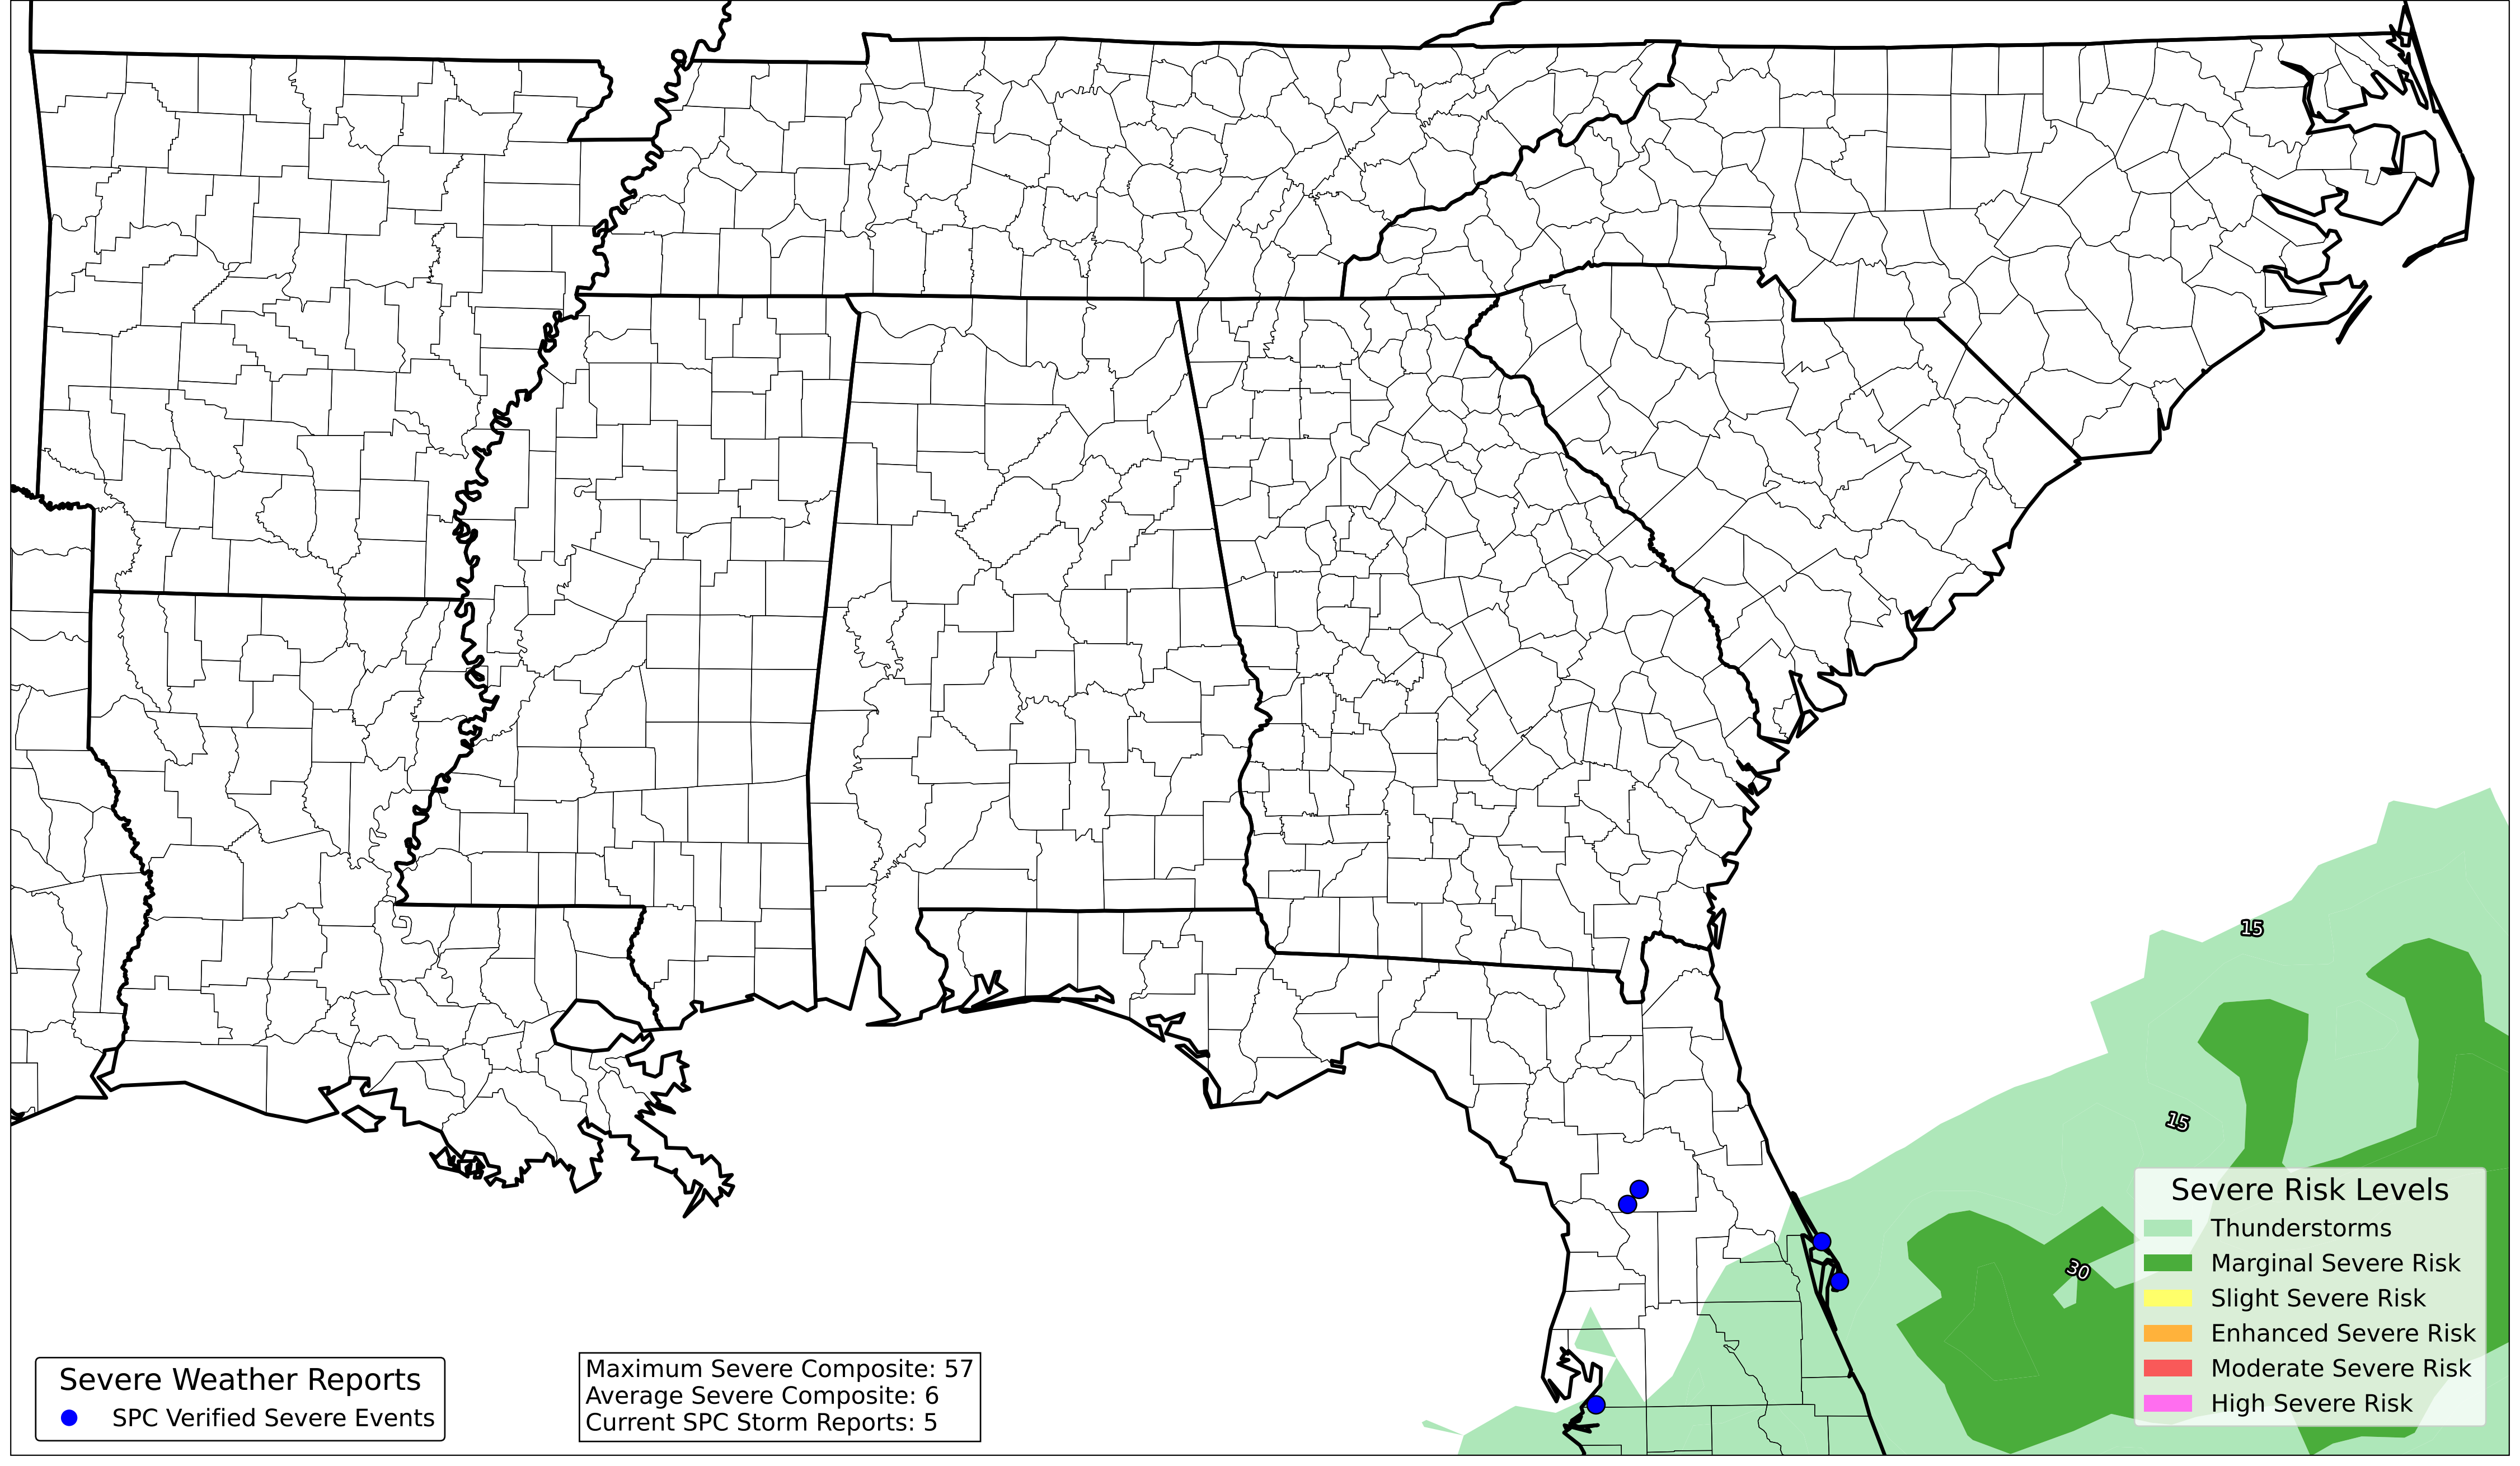 15
15
30
Severe Risk Levels
Thunderstorms
Marginal Severe Risk
Slight Severe Risk
Enhanced Severe Risk
Moderate Severe Risk
High Severe Risk
Severe Weather Reports
SPC Verified Severe Events
Maximum Severe Composite: 57
Average Severe Composite: 6
Current SPC Storm Reports: 5